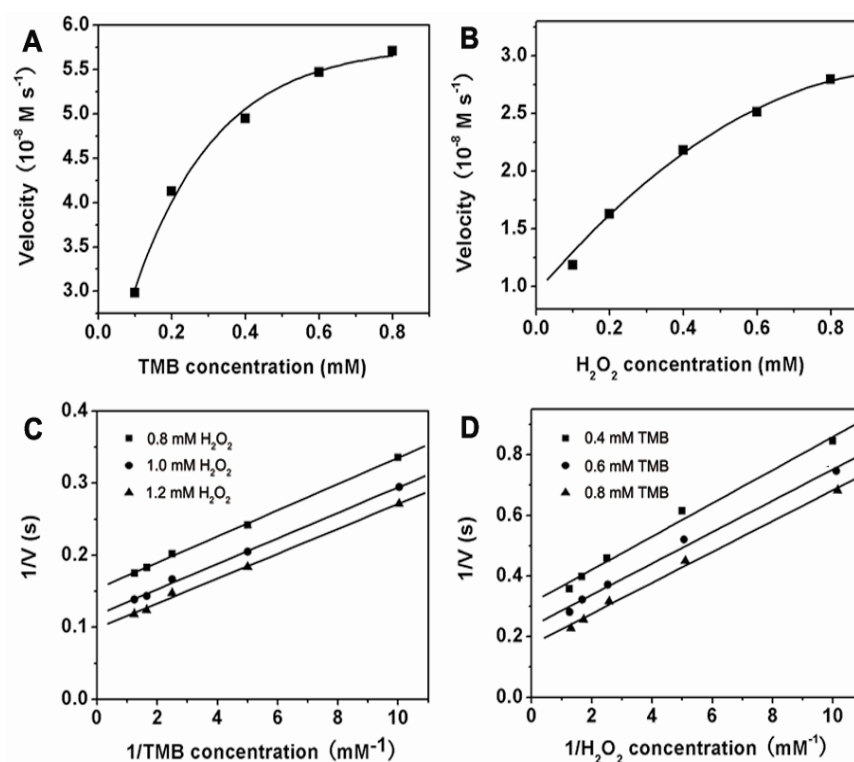 A
Velocity (10⁻⁸ M s⁻¹)
6.0
5.5
5.0
4.5
4.0
3.5
3.0
0.0 0.2 0.4 0.6 0.8
TMB concentration (mM)
B
Velocity (10⁻⁸ M s⁻¹)
3.0
2.5
2.0
1.5
1.0
0.0 0.2 0.4 0.6 0.8
H₂O₂ concentration (mM)
C
0.8 mM H₂O₂
1.0 mM H₂O₂
1.2 mM H₂O₂
1/V (s)
0.4
0.3
0.2
0.1
0.0
2 4 6 8 10
1/TMB concentration (mM⁻¹)
D
0.4 mM TMB
0.6 mM TMB
0.8 mM TMB
1/V (s)
0.8
0.6
0.4
0.2
0.0
0 2 4 6 8 10
1/H₂O₂ concentration (mM⁻¹)